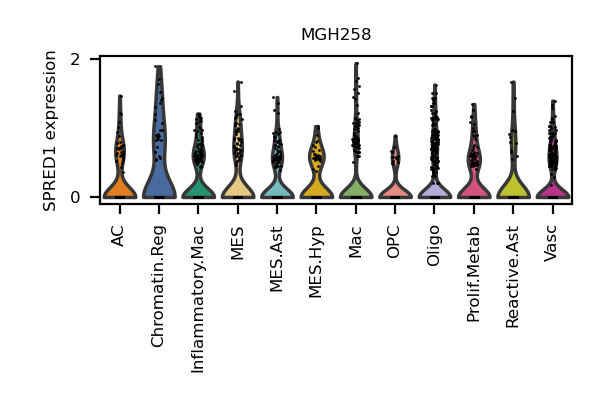 MGH258
SPRED1 expression
2
0
AC
Chromatin.Reg
Inflammatory.Mac
MES
MES.Ast
MES.Hyp
Mac
OPC
Oligo
Prolif.Metab
Reactive.Ast
Vasc